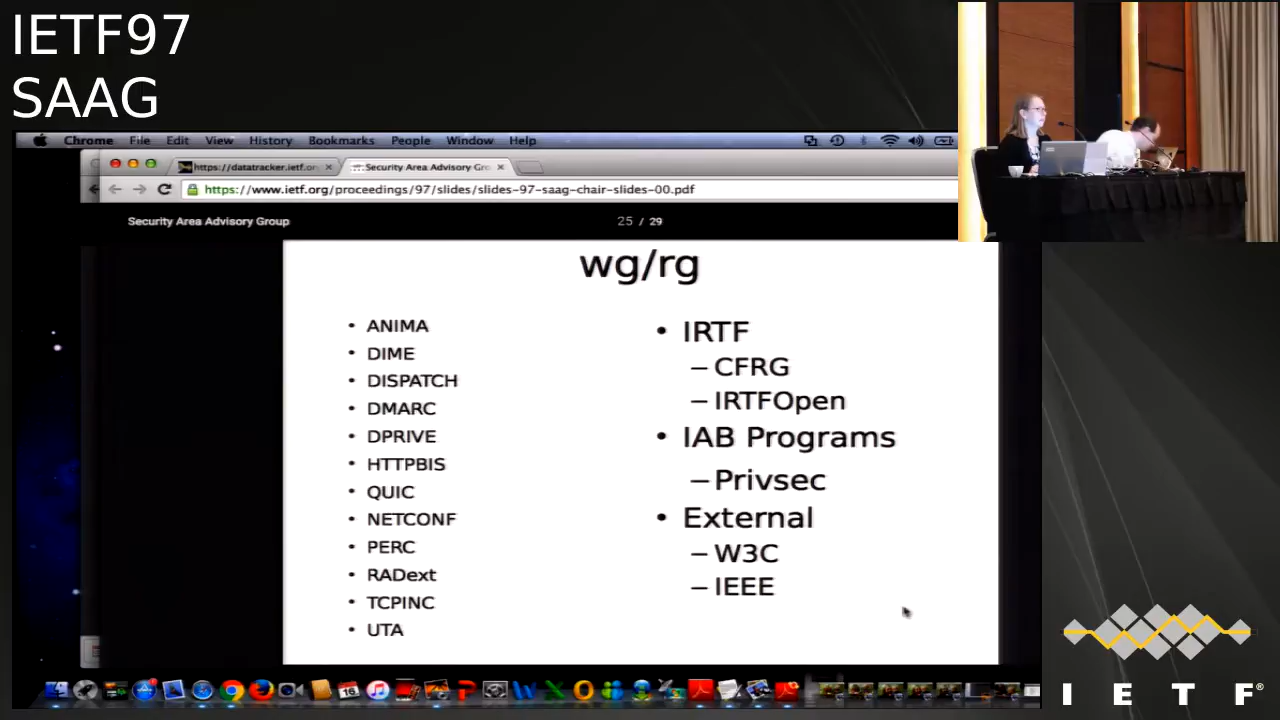 IETF97
SAAG
Chrome File Edit View History Bookmarks People Window Help
https://datatracker.ietf.or
Security Area Advisory Gr
https://www.ietf.org/proceedings/97/slides/slides-97-saag-chair-slides-00.pdf
Security Area Advisory Group
25 / 29
wg/rg
• ANIMA
• DIME
• DISPATCH
• DMARC
• DPRIVE
• HTTPBIS
• QUIC
• NETCONF
• PERC
• RADext
• TCPINC
• UTA
• IRTF
– CFRG
– IRTFOpen
• IAB Programs
– Privsec
• External
– W3C
– IEEE
16
I E T F®